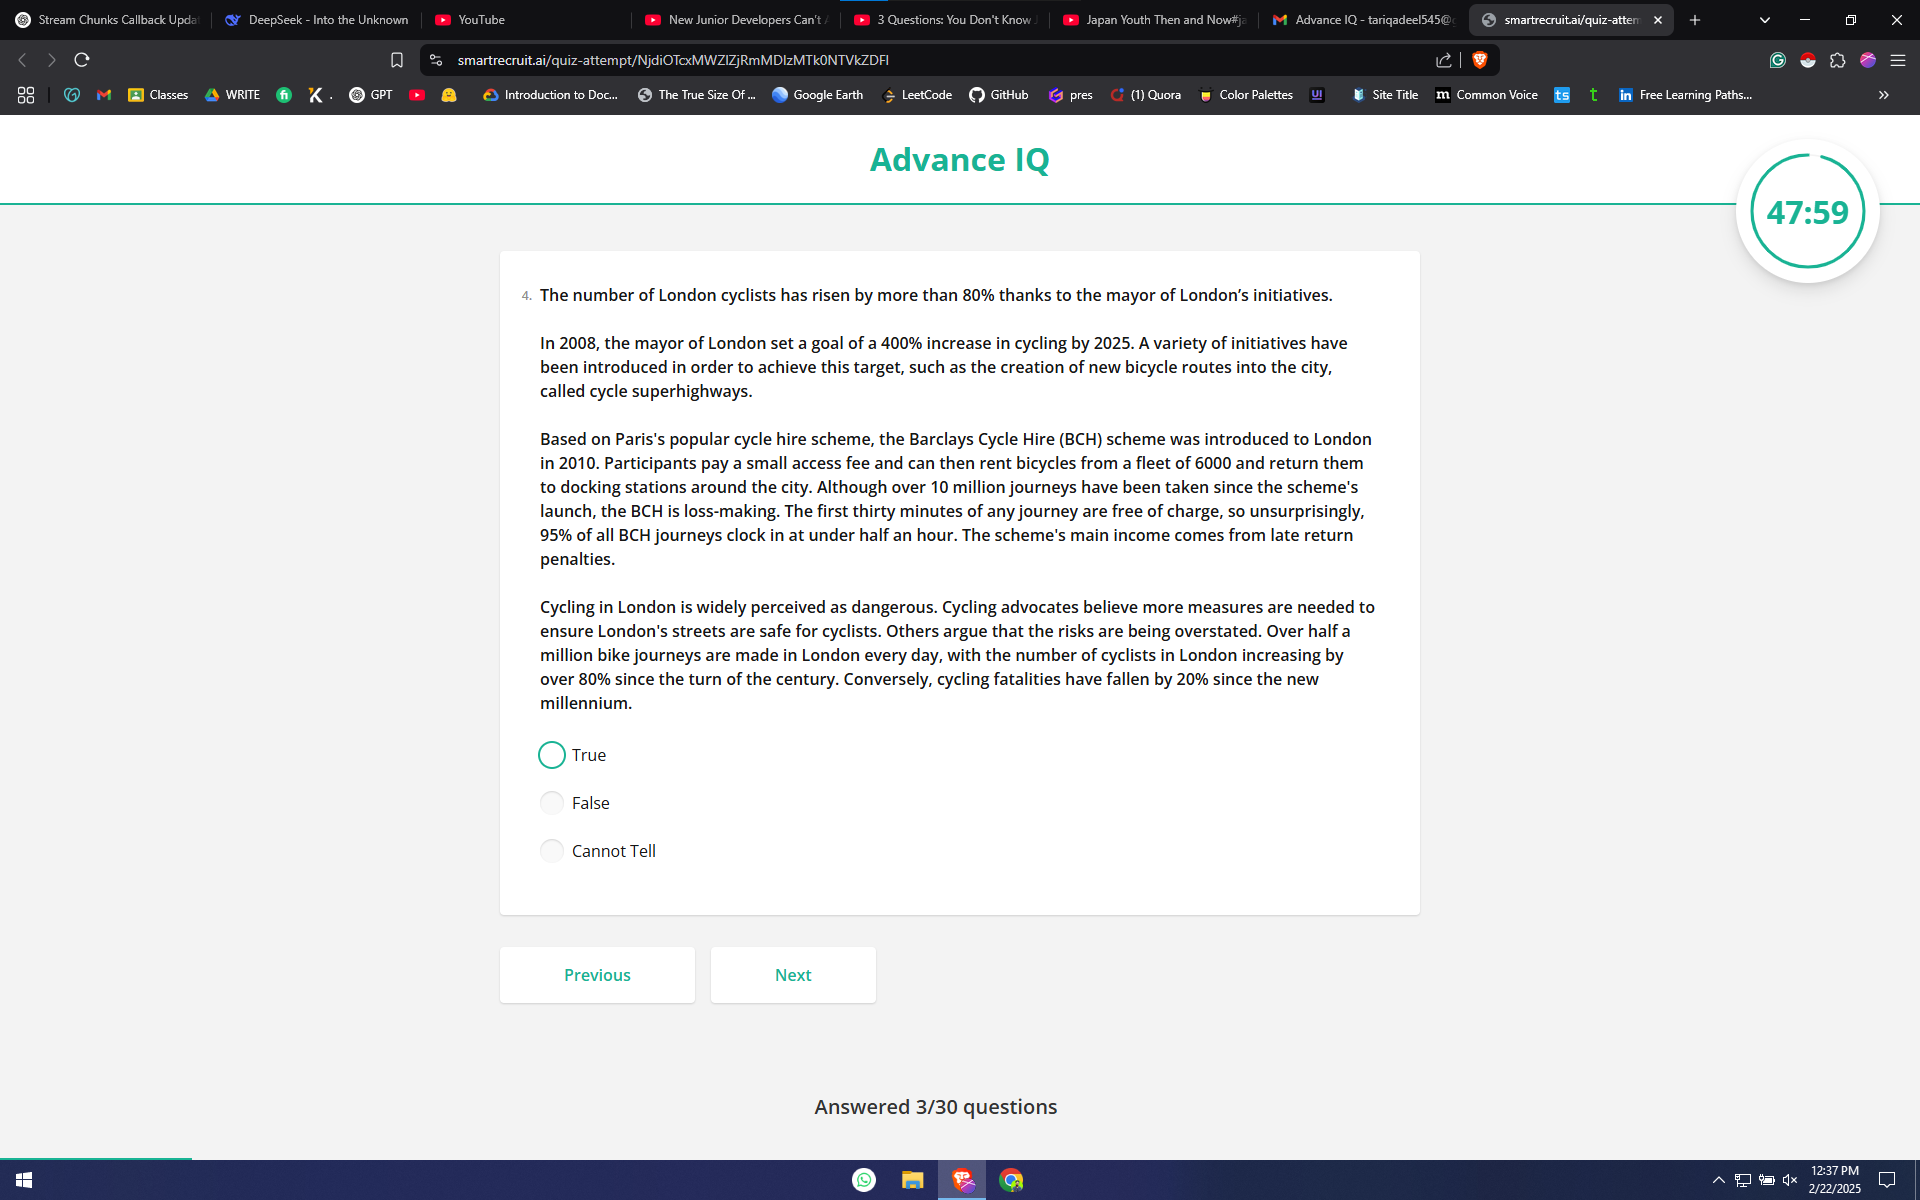 Stream Chunks Callback Upda
DeepSeek - Into the Unknown
YouTube
New Junior Developers Can't
3 Questions: You Don't Know
Japan Youth Then and Now#ja
Advance IQ - tariqadeel545@
smartrecruit.ai/quiz-attem
smartrecruit.ai/quiz-attempt/NjdiOTcxMWZlZjRmMDIzMTk0NTVkZDFl
Classes
WRITE
GPT
Introduction to Doc...
The True Size Of ...
Google Earth
LeetCode
GitHub
pres
(1) Quora
Color Palettes
UI
Site Title
m Common Voice
ts
t
in Free Learning Paths...
Advance IQ
47:59
4. The number of London cyclists has risen by more than 80% thanks to the mayor of London’s initiatives.
In 2008, the mayor of London set a goal of a 400% increase in cycling by 2025. A variety of initiatives have
been introduced in order to achieve this target, such as the creation of new bicycle routes into the city,
called cycle superhighways.
Based on Paris's popular cycle hire scheme, the Barclays Cycle Hire (BCH) scheme was introduced to London
in 2010. Participants pay a small access fee and can then rent bicycles from a fleet of 6000 and return them
to docking stations around the city. Although over 10 million journeys have been taken since the scheme's
launch, the BCH is loss-making. The first thirty minutes of any journey are free of charge, so unsurprisingly,
95% of all BCH journeys clock in at under half an hour. The scheme's main income comes from late return
penalties.
Cycling in London is widely perceived as dangerous. Cycling advocates believe more measures are needed to
ensure London's streets are safe for cyclists. Others argue that the risks are being overstated. Over half a
million bike journeys are made in London every day, with the number of cyclists in London increasing by
over 80% since the turn of the century. Conversely, cycling fatalities have fallen by 20% since the new
millennium.
True
False
Cannot Tell
Previous
Next
Answered 3/30 questions
12:37 PM
2/22/2025